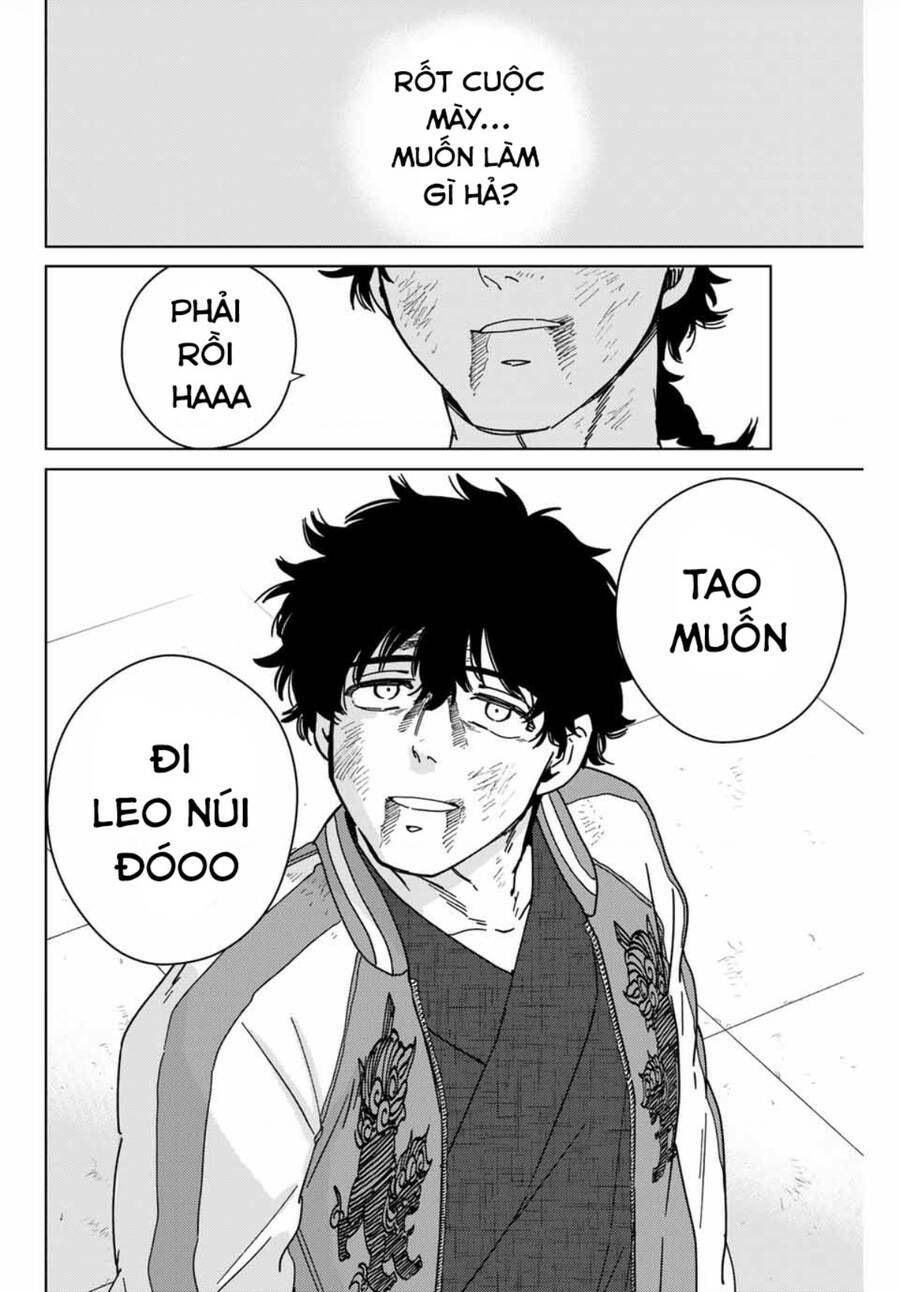 RỐT CUỘC
MÀY...
MUỐN LÀM
GÌ HẢ?
PHẢI
RỒI
HAAA
TAO
MUỐN
ĐI
LEO NÚI
ĐÓOO